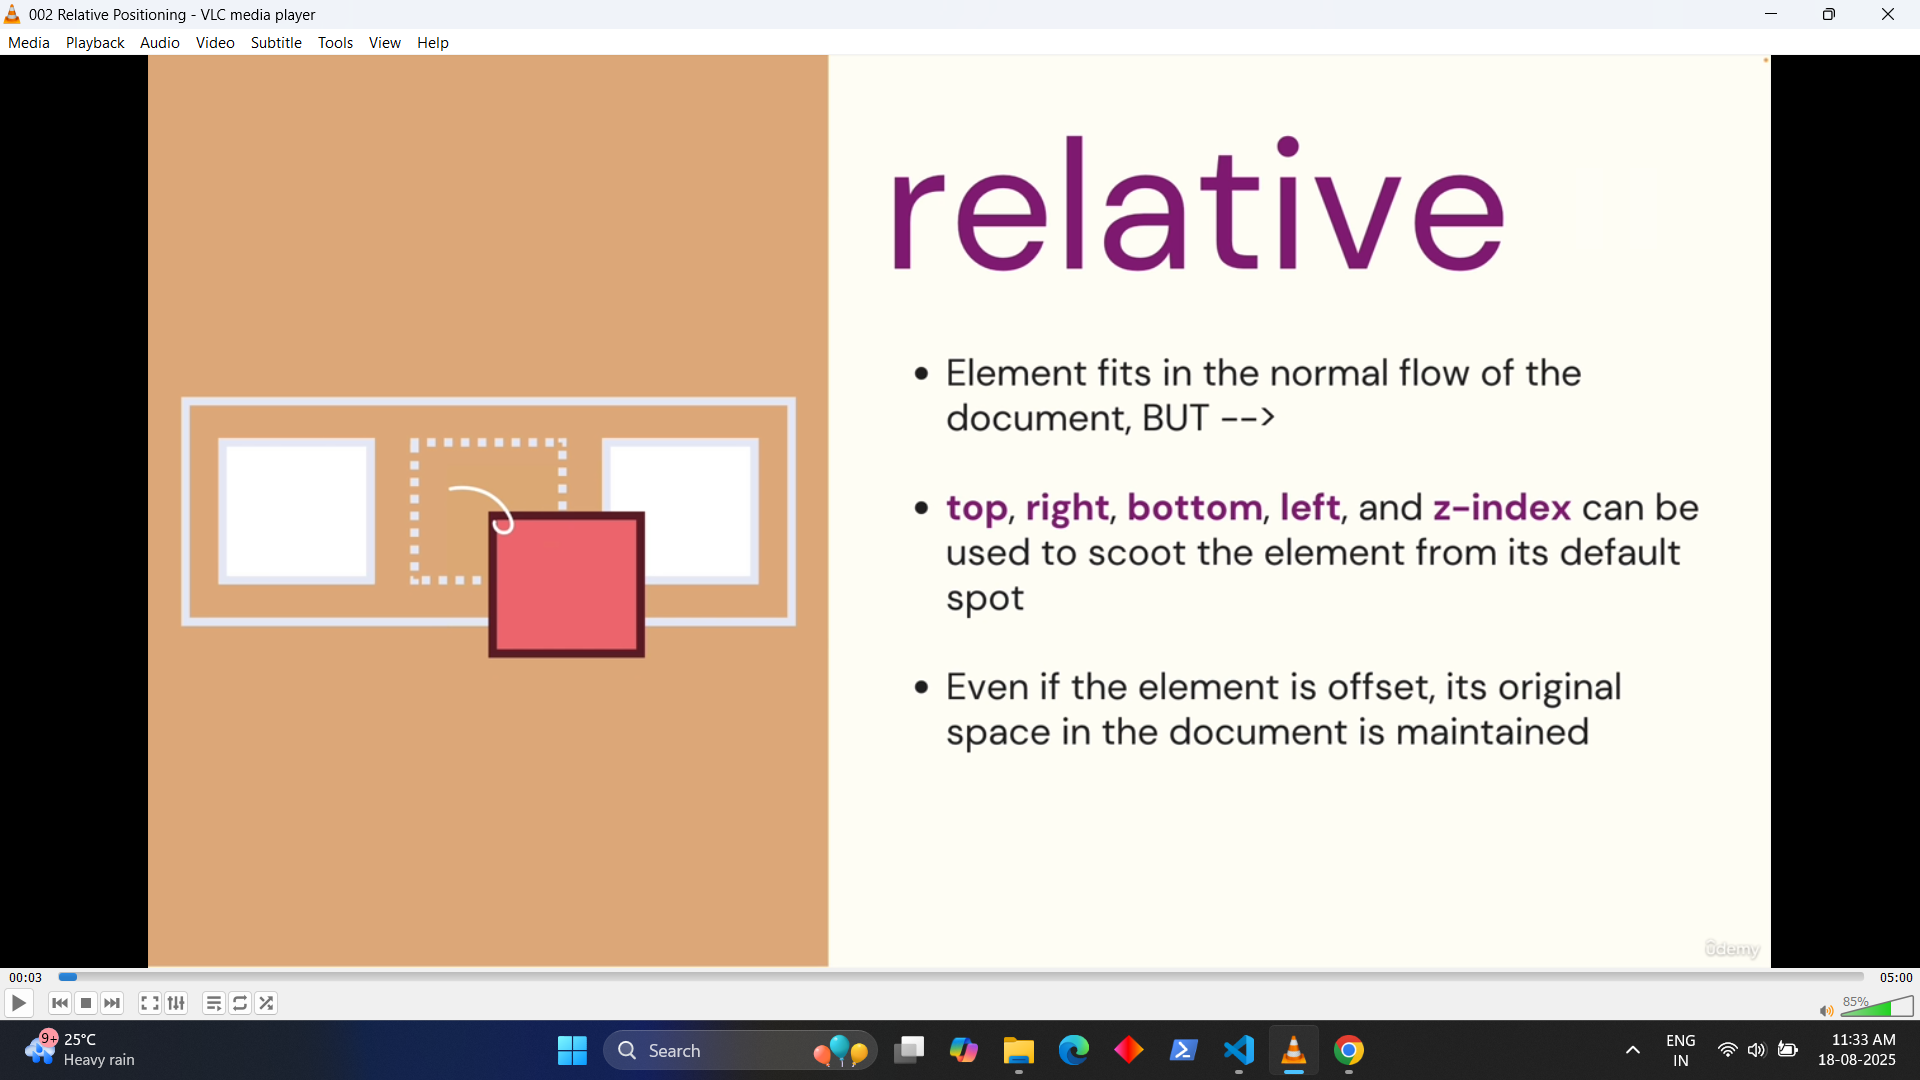 002 Relative Positioning - VLC media player
Media Playback Audio Video Subtitle Tools View Help
relative
• Element fits in the normal flow of the
document, BUT -->
• top, right, bottom, left, and z-index can be
used to scoot the element from its default
spot
• Even if the element is offset, its original
space in the document is maintained
ûdemy
00:03
05:00
85%
9+
25°C
Heavy rain
Search
ENG
IN
11:33 AM
18-08-2025